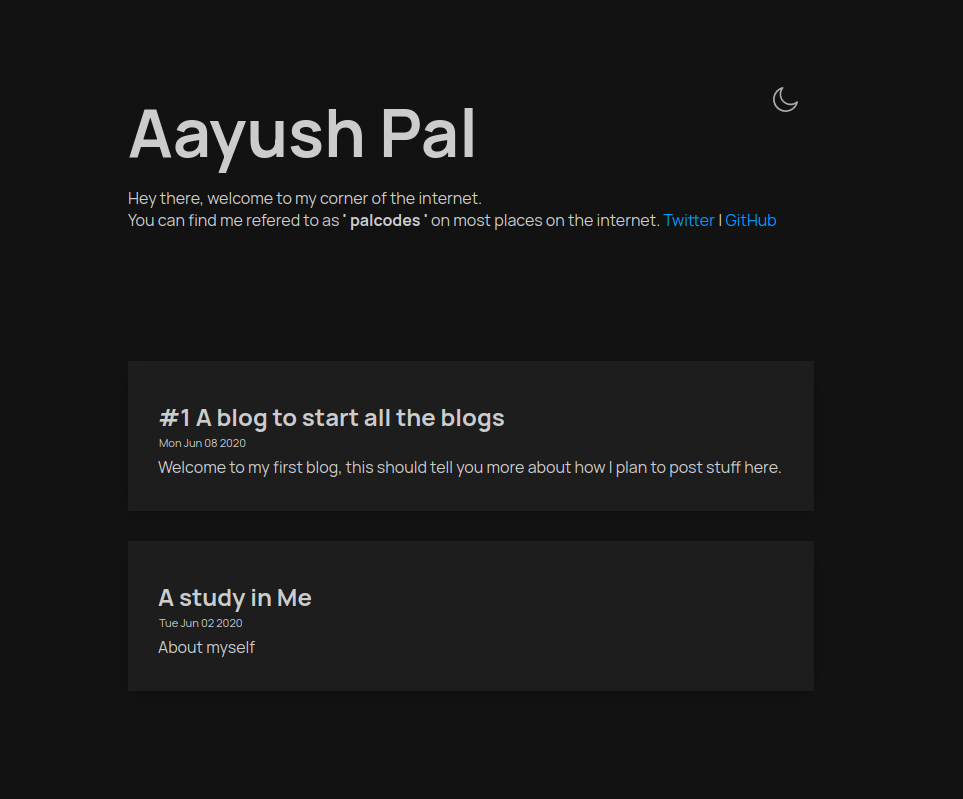 Aayush Pal
Hey there, welcome to my corner of the internet.
You can find me refered to as ' palcodes ' on most places on the internet. Twitter | GitHub
#1 A blog to start all the blogs
Mon Jun 08 2020
Welcome to my first blog, this should tell you more about how I plan to post stuff here.
A study in Me
Tue Jun 02 2020
About myself